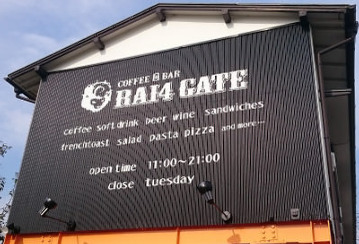 COFFEE & BAR
RAI4 GATE
coffee soft drink beer wine sandwiches
frenchtoast salad pasta pizza and more...
open time 11:00~21:00
close tuesday